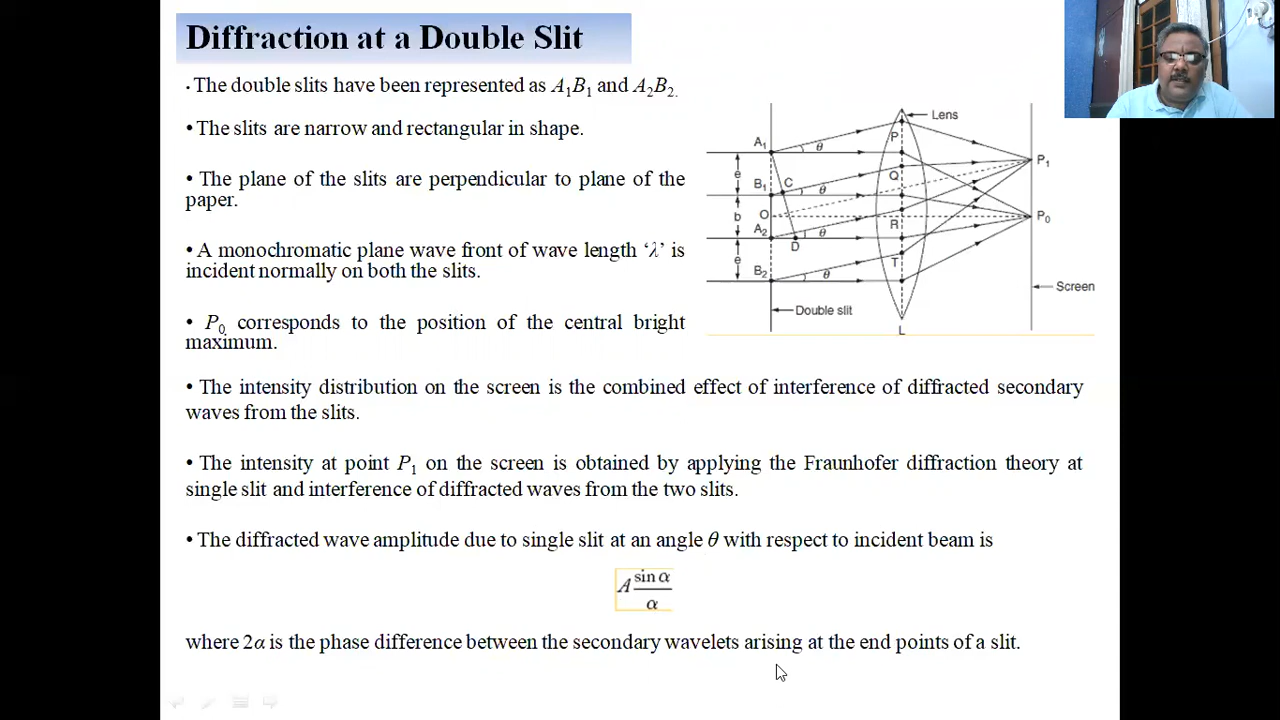 Diffraction at a Double Slit
• The double slits have been represented as A₁B₁ and A₂B₂.
• The slits are narrow and rectangular in shape.
• The plane of the slits are perpendicular to plane of the
paper.
• A monochromatic plane wave front of wave length ‘λ’ is
incident normally on both the slits.
• P₀ corresponds to the position of the central bright
maximum.
A₁
e
B₁
C
b
O
A₂
D
e
B₂
θ
θ
θ
θ
P
Q
R
T
L
Lens
P₁
P₀
Screen
Double slit
• The intensity distribution on the screen is the combined effect of interference of diffracted secondary
waves from the slits.
• The intensity at point P₁ on the screen is obtained by applying the Fraunhofer diffraction theory at
single slit and interference of diffracted waves from the two slits.
• The diffracted wave amplitude due to single slit at an angle θ with respect to incident beam is
A sin α / α
where 2α is the phase difference between the secondary wavelets arising at the end points of a slit.